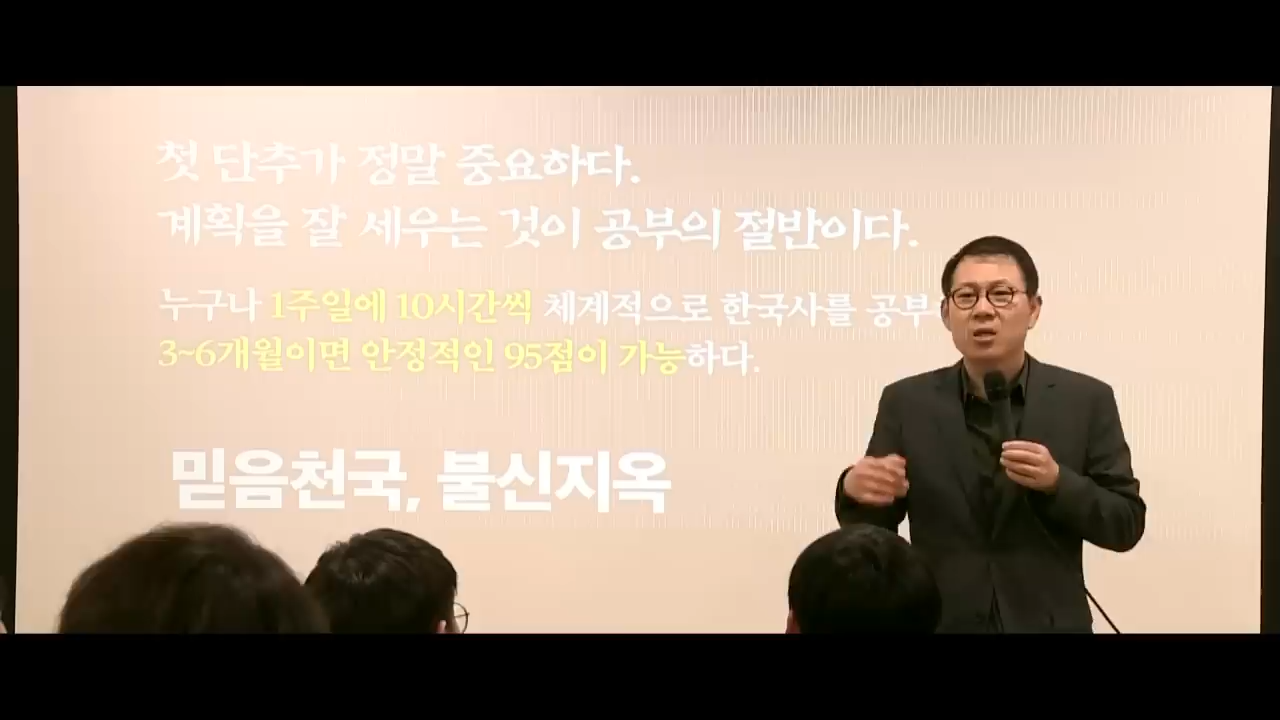 첫 단추가 정말 중요하다.
계획을 잘 세우는 것이 공부의 절반이다.
누구나 1주일에 10시간씩 체계적으로 한국사를 공부
3~6개월이면 안정적인 95점이 가능하다.
믿음천국, 불신지옥